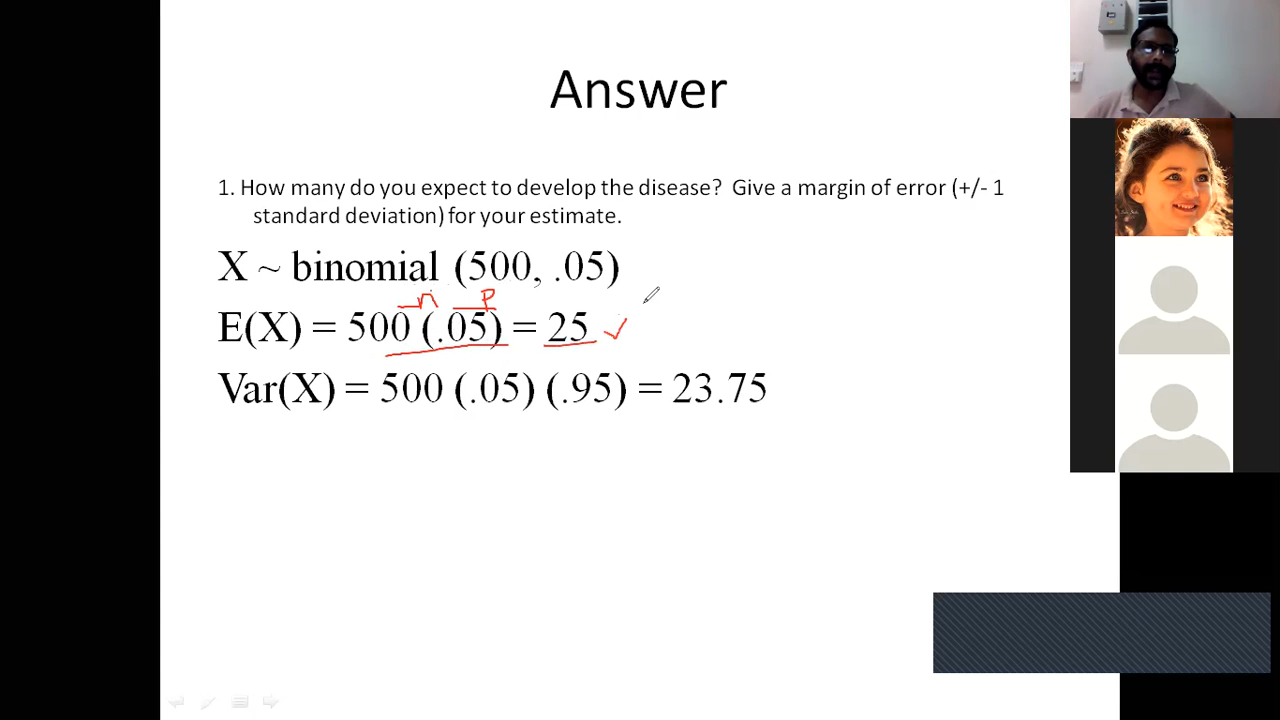 Answer
1. How many do you expect to develop the disease? Give a margin of error (+/- 1
standard deviation) for your estimate.
X ~ binomial (500, .05)
n p
E(X) = 500 (.05) = 25 ✓
Var(X) = 500 (.05) (.95) = 23.75